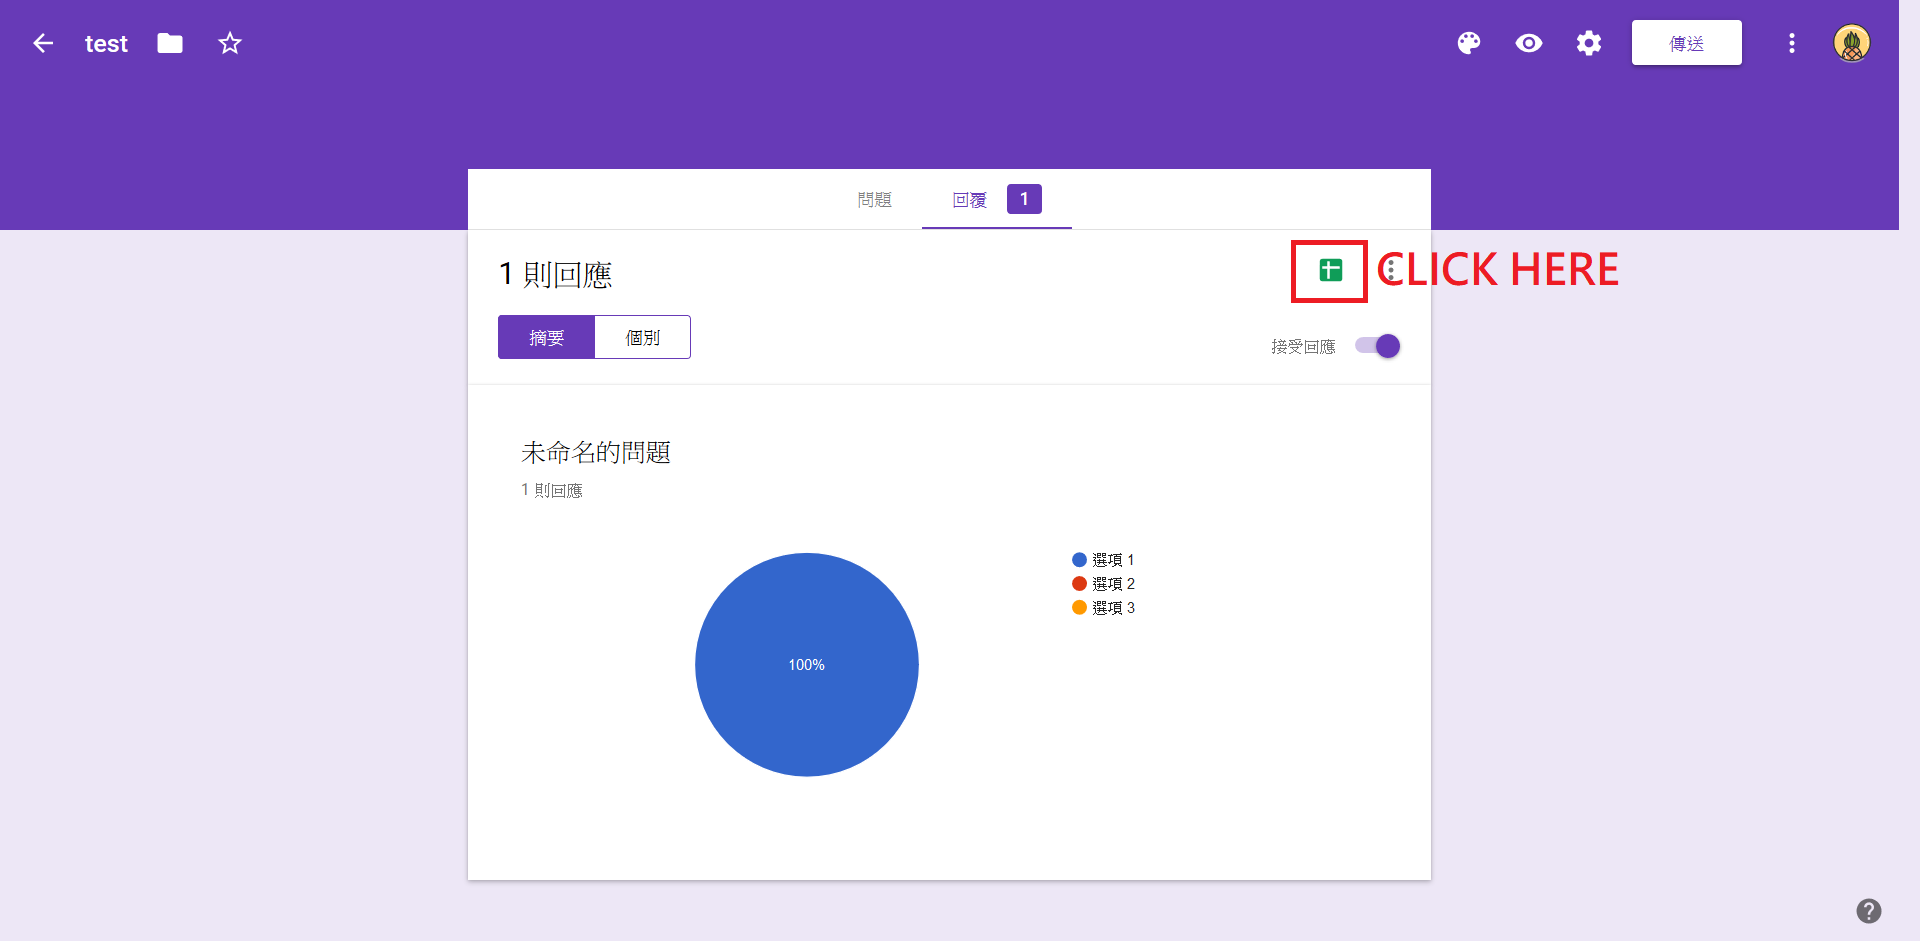 test
傳送
問題
回覆 1
1 則回應
CLICK HERE
摘要
個別
接受回應
未命名的問題
1 則回應
選項 1
選項 2
選項 3
100%